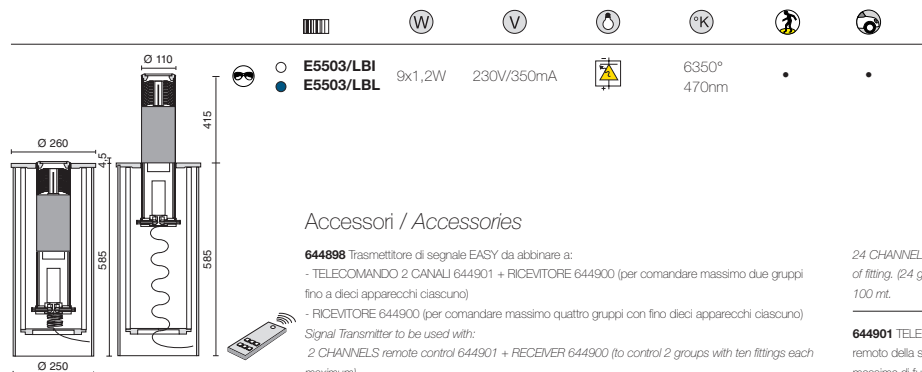 W V °K
Ø 110
E5503/LBI
E5503/LBL
9x1,2W
230V/350mA
6350°
470nm
•
•
415
Ø 260
4,5
585
585
Ø 250
Accessori / Accessories
644898 Trasmettitore di segnale EASY da abbinare a:
- TELECOMANDO 2 CANALI 644901 + RICEVITORE 644900 (per comandare massimo due gruppi
fino a dieci apparecchi ciascuno)
- RICEVITORE 644900 (per comandare massimo quattro gruppi con fino dieci apparecchi ciascuno)
Signal Transmitter to be used with:
2 CHANNELS remote control 644901 + RECEIVER 644900 (to control 2 groups with ten fittings each
maximum)
24 CHANNEL
of fitting. (24 g
100 mt.
644901 TELE
remoto della s
massima di fu